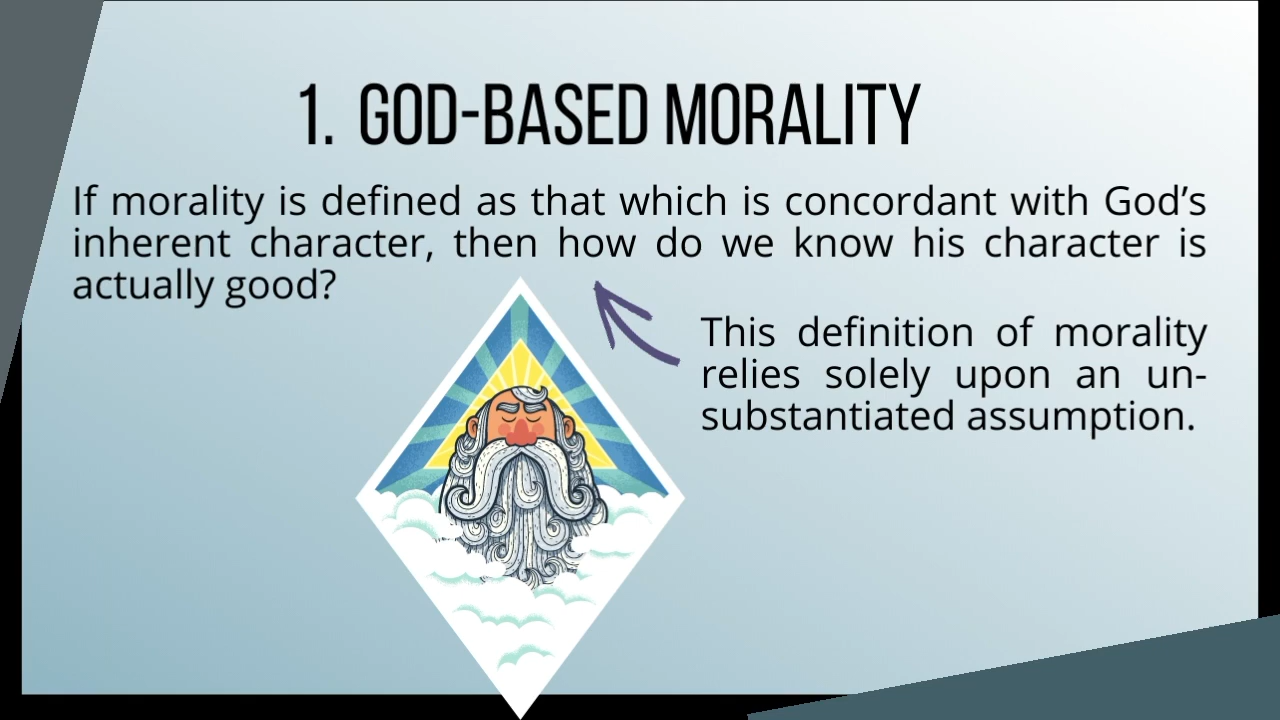 1. GOD-BASED MORALITY
If morality is defined as that which is concordant with God’s
inherent character, then how do we know his character is
actually good?
This definition of morality
relies solely upon an un-
substantiated assumption.